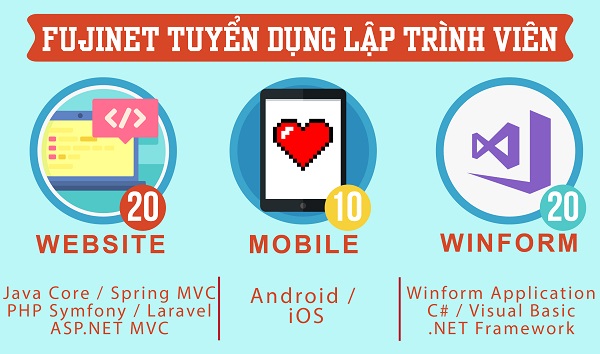 FUJINET TUYỂN DỤNG LẬP TRÌNH VIÊN
</>
20
10
20
WEBSITE
MOBILE
WINFORM
Java Core / Spring MVC
PHP Symfony / Laravel
ASP.NET MVC
Android /
iOS
Winform Application
C# / Visual Basic
.NET Framework